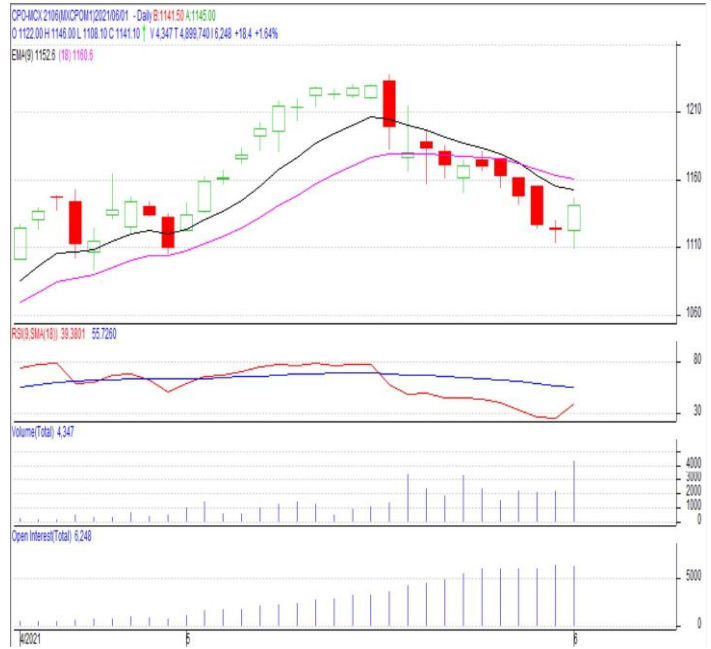 CPO-MCX 2106(MXCPOM1)2021/06/01 - Daily B:1141.50 A:1145.00
O 1122.00 H 1146.00 L 1108.10 C 1141.10 ↑ V 4,347 T 4,899,740 I 6,248 +18.4 +1.64%
EMA(9) 1152.6 (18) 1160.6
1210
1160
1110
1060
RSI(9,SMA(18)) 39.3801 55.7260
80
30
Volume(Total) 4,347
4000
3000
2000
1000
0
Open Interest(Total) 6,248
5000
0
4/2021 5 6